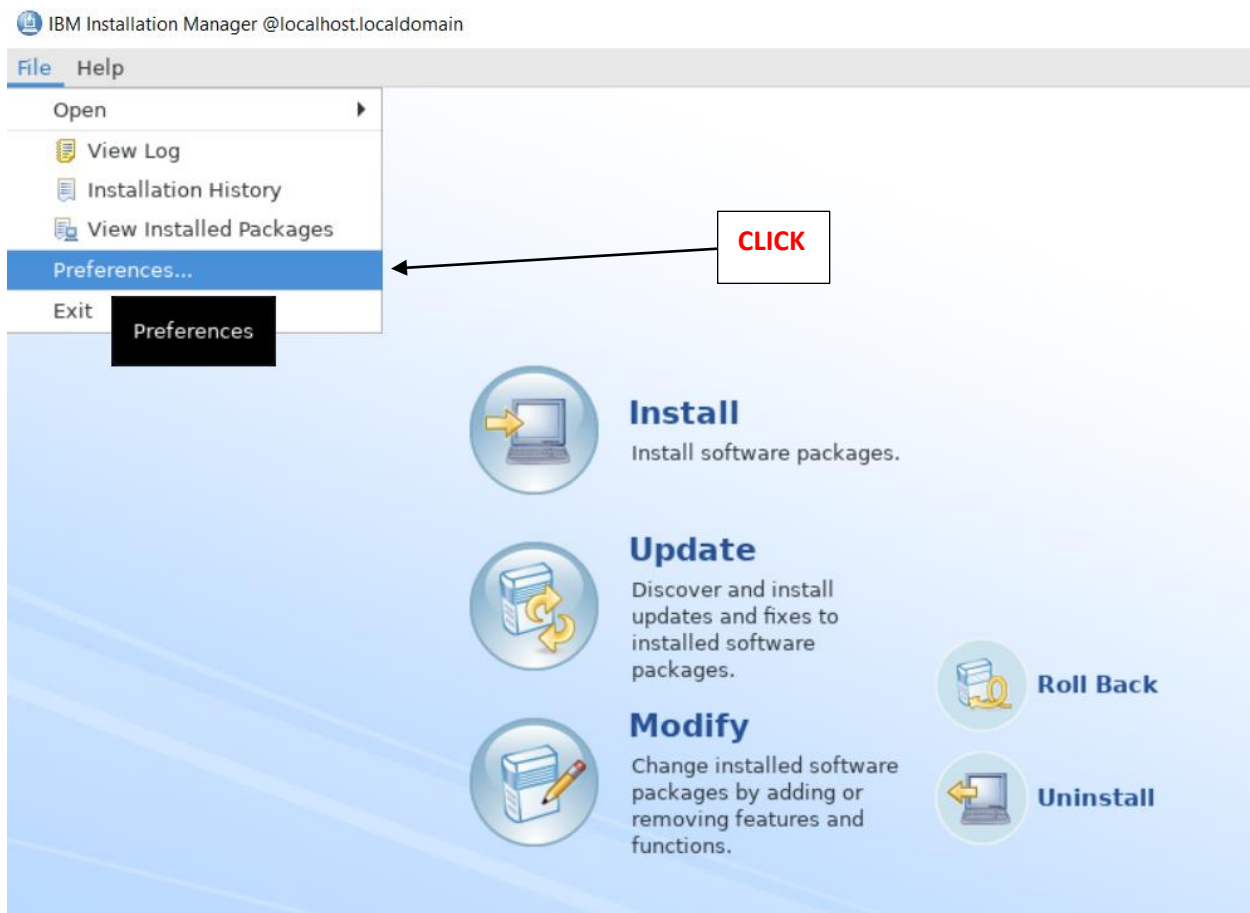 IBM Installation Manager @localhost.localdomain
File Help
Open
View Log
Installation History
View Installed Packages
Preferences...
Exit
Preferences
CLICK
Install
Install software packages.
Update
Discover and install
updates and fixes to
installed software
packages.
Roll Back
Modify
Change installed software
packages by adding or
removing features and
functions.
Uninstall